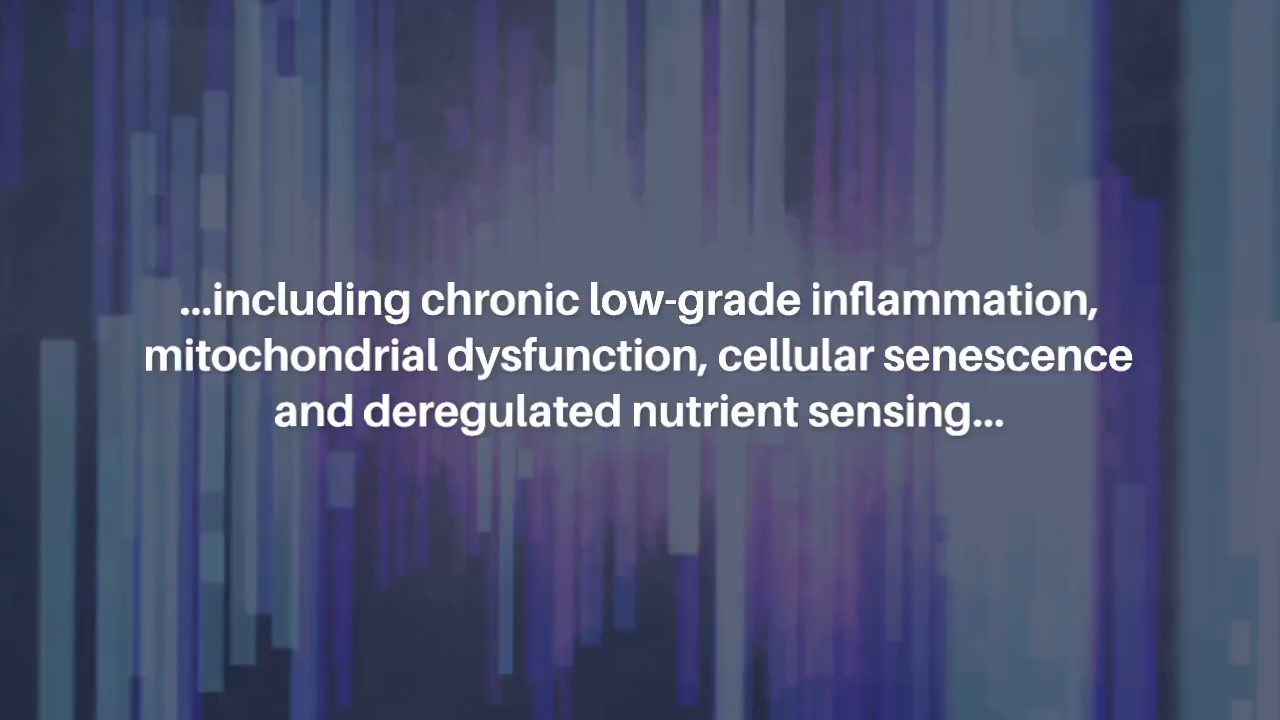 ...including chronic low-grade inflammation,
mitochondrial dysfunction, cellular senescence
and deregulated nutrient sensing...